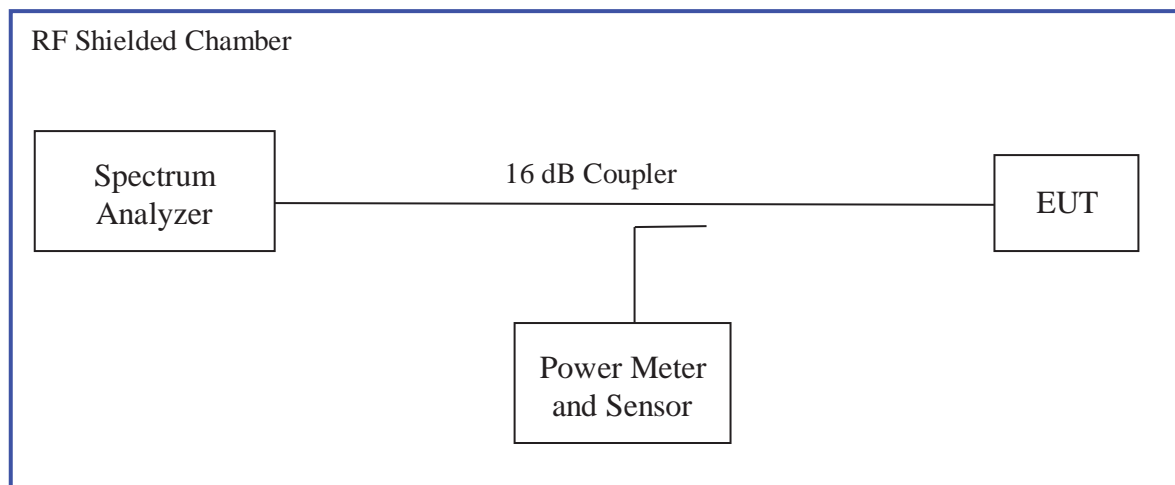 RF Shielded Chamber
Spectrum
Analyzer
16 dB Coupler
EUT
Power Meter
and Sensor